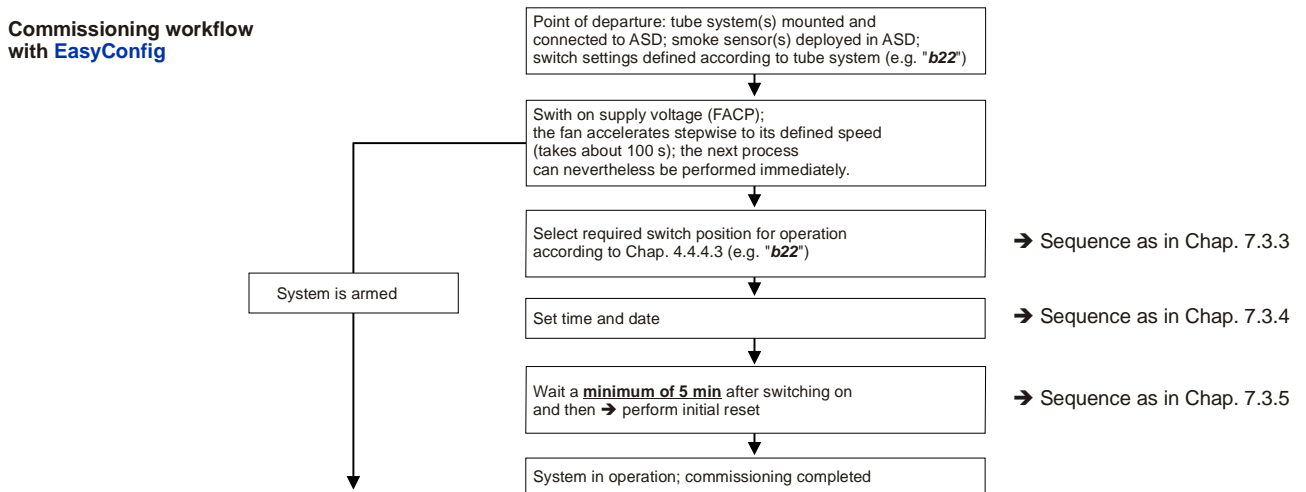 Commissioning workflow
with EasyConfig
Point of departure: tube system(s) mounted and
connected to ASD; smoke sensor(s) deployed in ASD;
switch settings defined according to tube system (e.g. "b22")
Swith on supply voltage (FACP);
the fan accelerates stepwise to its defined speed
(takes about 100 s); the next process
can nevertheless be performed immediately.
Select required switch position for operation
according to Chap. 4.4.4.3 (e.g. "b22")
➔ Sequence as in Chap. 7.3.3
System is armed
Set time and date
➔ Sequence as in Chap. 7.3.4
Wait a minimum of 5 min after switching on
and then ➔ perform initial reset
➔ Sequence as in Chap. 7.3.5
System in operation; commissioning completed